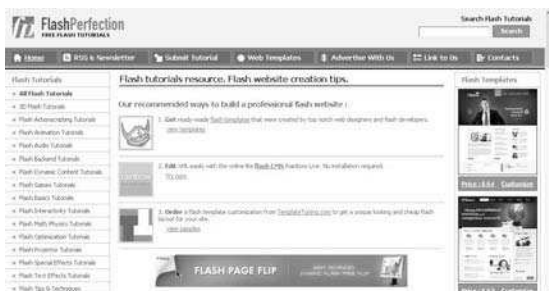 FlashPerfection
FREE FLASH TUTORIALS
Search Flash Tutorials
Search
Home
RSS & Newsletter
Submit Tutorial
Web Templates
Advertise With Us
Link to Us
Contacts
Flash Tutorials
All Flash Tutorials
3D Flash Tutorials
Flash Actionscripting Tutorials
Flash Animation Tutorials
Flash Audio Tutorials
Flash Backend Tutorials
Flash Dynamic Content Tutorials
Flash Games Tutorials
Flash Basics Tutorials
Flash Interactivity Tutorials
Flash Math Physics Tutorials
Flash Optimization Tutorials
Flash Projector Tutorials
Flash Special Effects Tutorials
Flash Text Effects Tutorials
Flash Tips & Techniques
Flash tutorials resource. Flash website creation tips.
Our recommended ways to build a professional flash website :
1. Get ready-made flash templates that were created by top notch web designers and flash developers.
view templates
2. Edit URL easily with the online the Flash CMS No installation required.
Try now
3. Order a flash template customization from TemplateTuning.com to get a unique looking and cheap flash layout for your site.
view samples
FLASH PAGE FLIP
Flash Templates
Customize